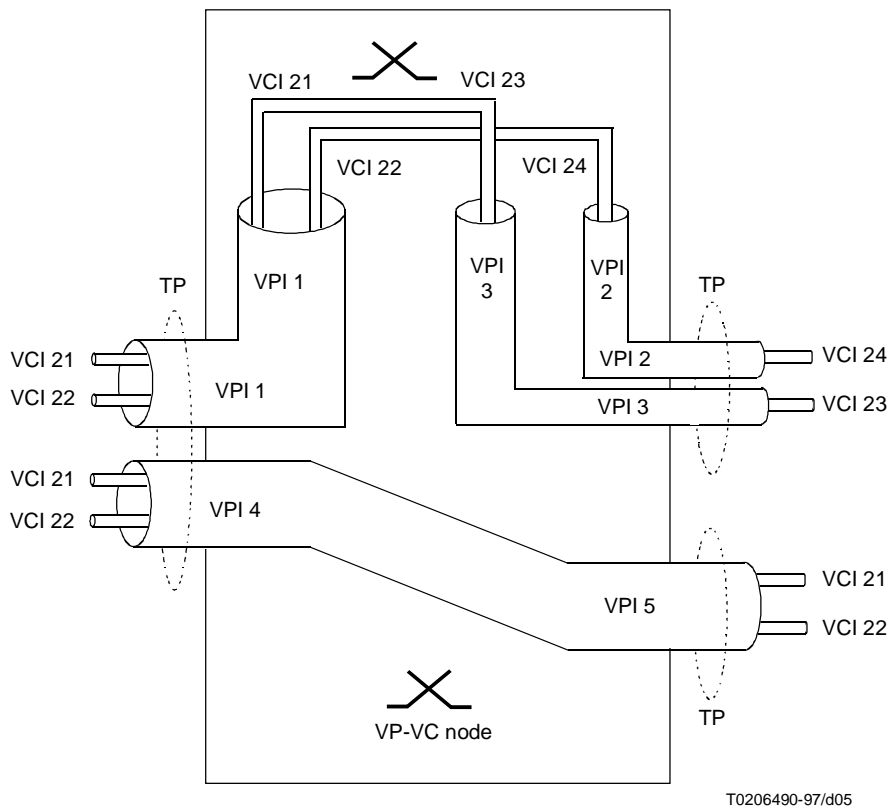 VCI 21
VCI 23
VCI 22
VCI 24
VPI 1
VPI
3
VPI
2
TP
TP
VCI 21
VCI 22
VPI 1
VPI 2
VCI 24
VPI 3
VCI 23
VCI 21
VCI 22
VPI 4
VPI 5
VCI 21
VCI 22
VP-VC node
TP
T0206490-97/d05